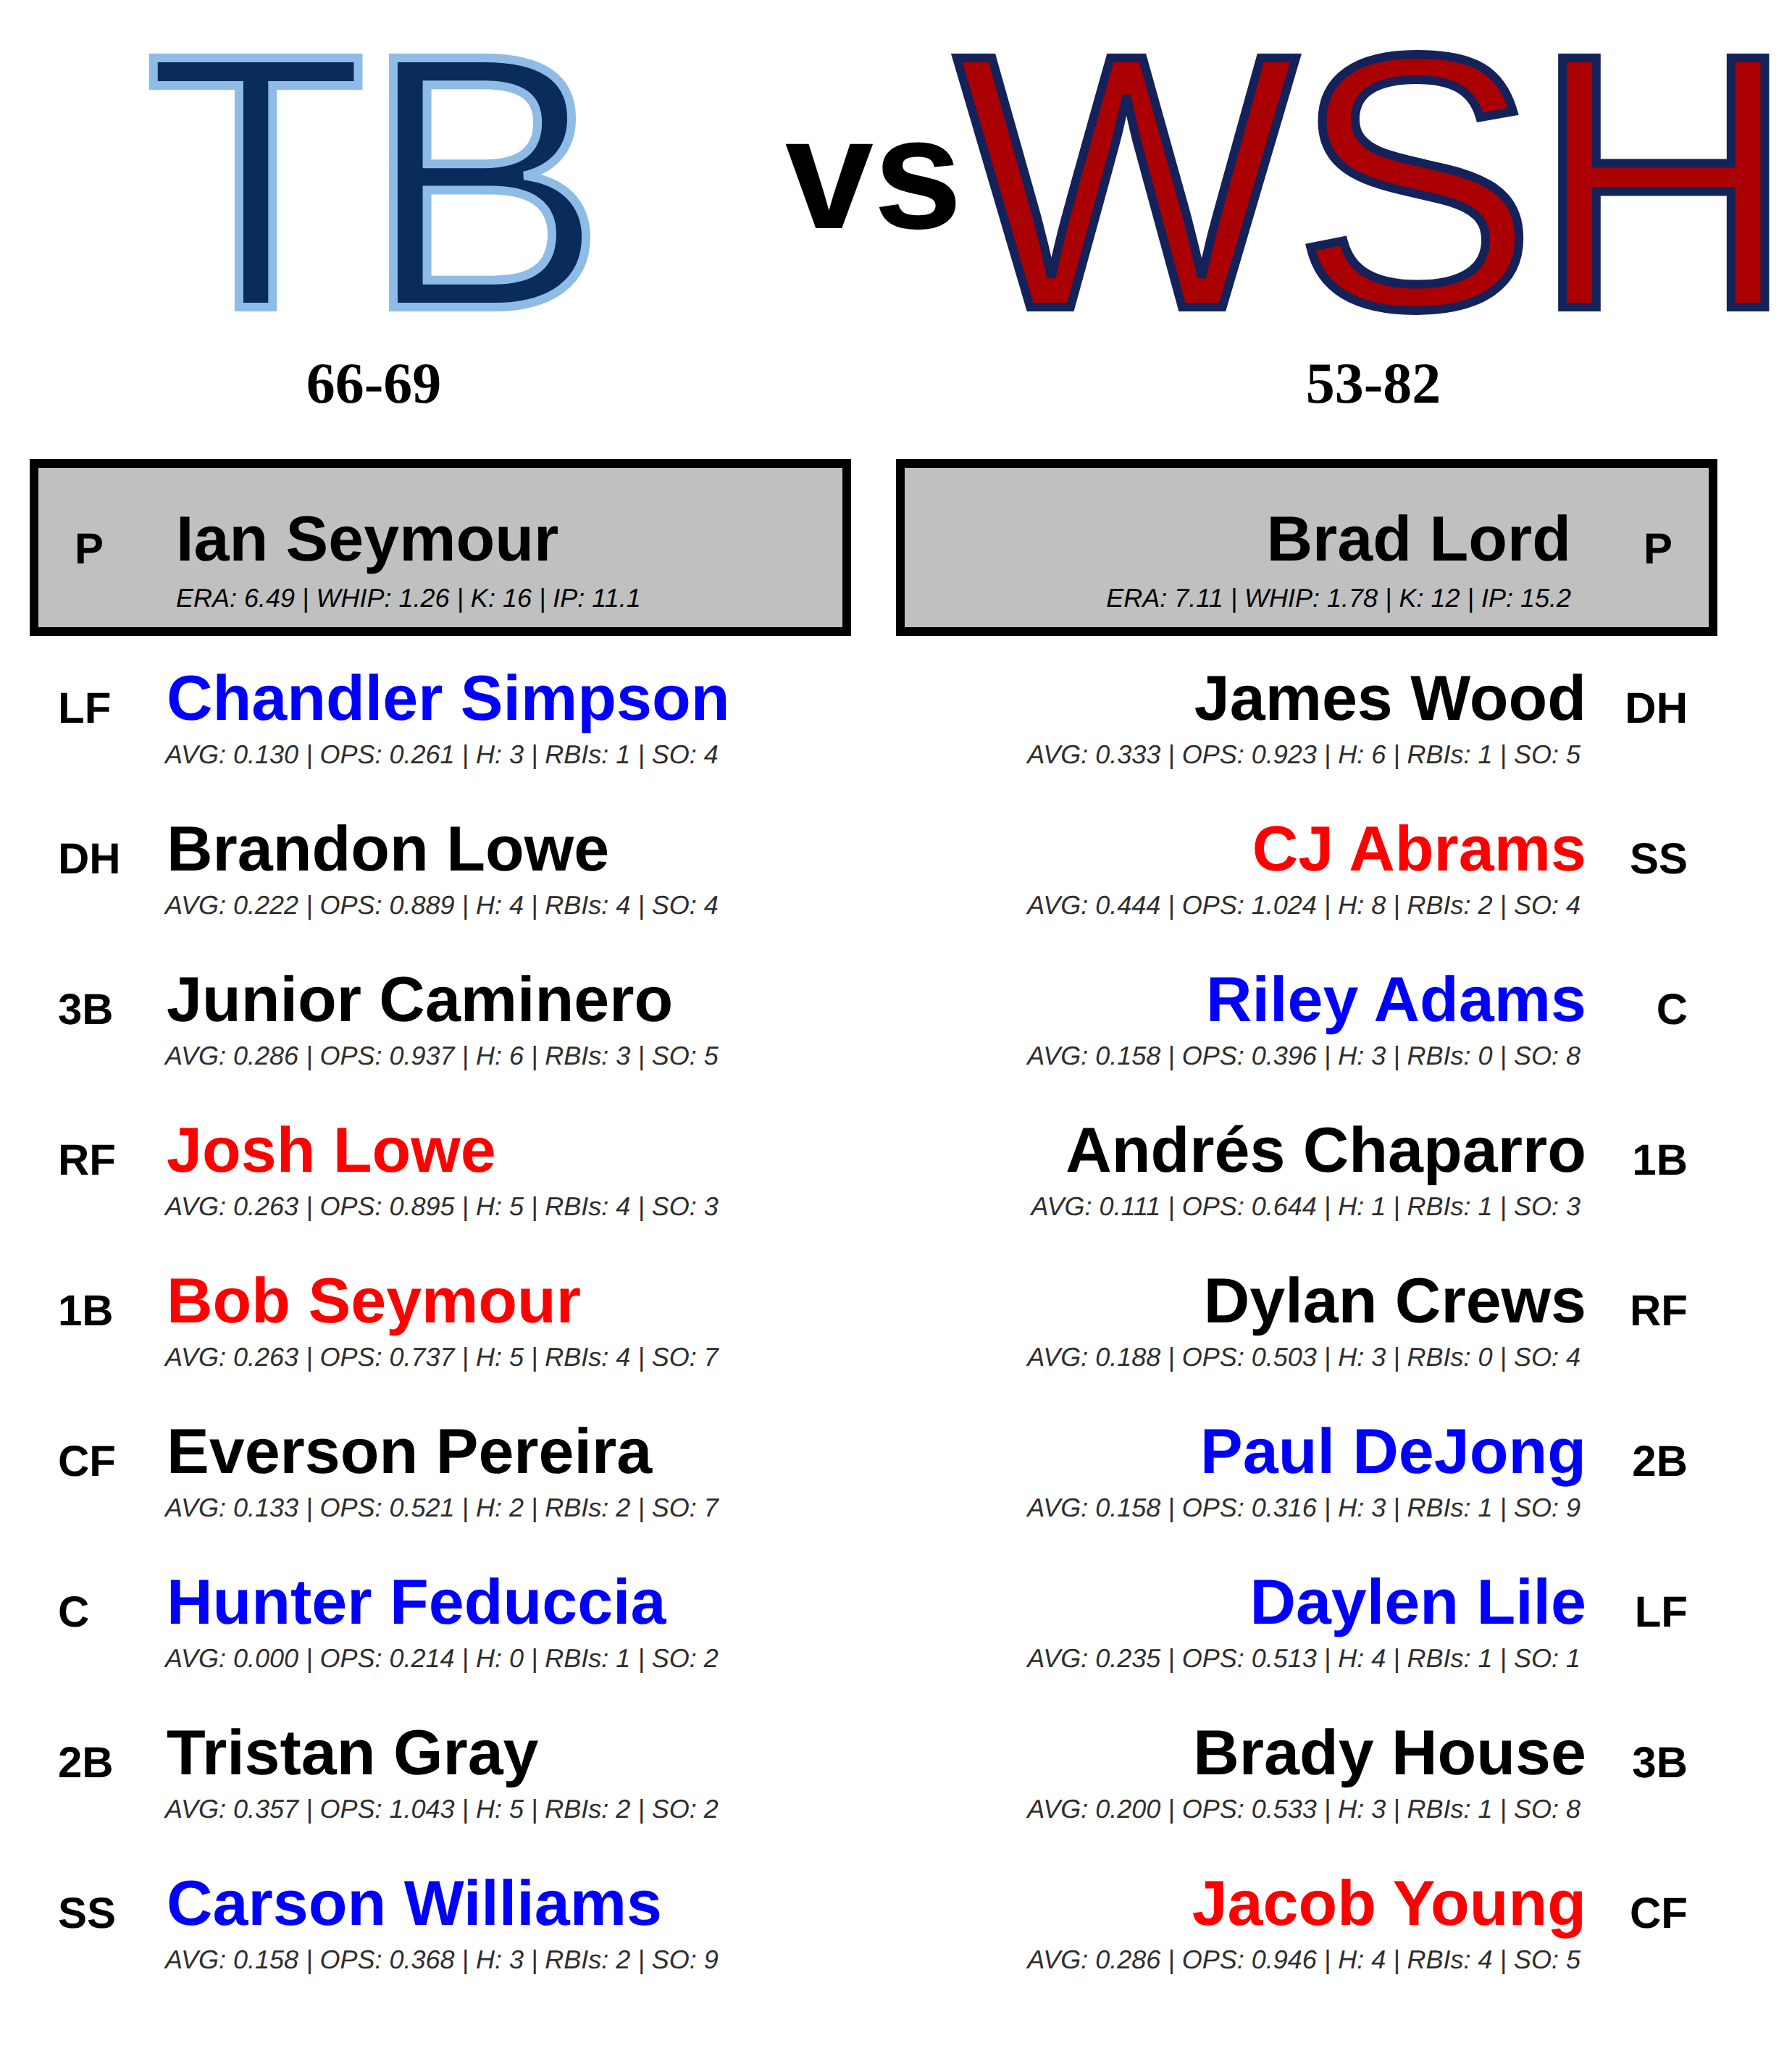 TB vs WSH
66-69
53-82
P Ian Seymour
ERA: 6.49 | WHIP: 1.26 | K: 16 | IP: 11.1
Brad Lord P
ERA: 7.11 | WHIP: 1.78 | K: 12 | IP: 15.2
LF Chandler Simpson
AVG: 0.130 | OPS: 0.261 | H: 3 | RBIs: 1 | SO: 4
DH Brandon Lowe
AVG: 0.222 | OPS: 0.889 | H: 4 | RBIs: 4 | SO: 4
3B Junior Caminero
AVG: 0.286 | OPS: 0.937 | H: 6 | RBIs: 3 | SO: 5
RF Josh Lowe
AVG: 0.263 | OPS: 0.895 | H: 5 | RBIs: 4 | SO: 3
1B Bob Seymour
AVG: 0.263 | OPS: 0.737 | H: 5 | RBIs: 4 | SO: 7
CF Everson Pereira
AVG: 0.133 | OPS: 0.521 | H: 2 | RBIs: 2 | SO: 7
C Hunter Feduccia
AVG: 0.000 | OPS: 0.214 | H: 0 | RBIs: 1 | SO: 2
2B Tristan Gray
AVG: 0.357 | OPS: 1.043 | H: 5 | RBIs: 2 | SO: 2
SS Carson Williams
AVG: 0.158 | OPS: 0.368 | H: 3 | RBIs: 2 | SO: 9
James Wood DH
AVG: 0.333 | OPS: 0.923 | H: 6 | RBIs: 1 | SO: 5
CJ Abrams SS
AVG: 0.444 | OPS: 1.024 | H: 8 | RBIs: 2 | SO: 4
Riley Adams C
AVG: 0.158 | OPS: 0.396 | H: 3 | RBIs: 0 | SO: 8
Andrés Chaparro 1B
AVG: 0.111 | OPS: 0.644 | H: 1 | RBIs: 1 | SO: 3
Dylan Crews RF
AVG: 0.188 | OPS: 0.503 | H: 3 | RBIs: 0 | SO: 4
Paul DeJong 2B
AVG: 0.158 | OPS: 0.316 | H: 3 | RBIs: 1 | SO: 9
Daylen Lile LF
AVG: 0.235 | OPS: 0.513 | H: 4 | RBIs: 1 | SO: 1
Brady House 3B
AVG: 0.200 | OPS: 0.533 | H: 3 | RBIs: 1 | SO: 8
Jacob Young CF
AVG: 0.286 | OPS: 0.946 | H: 4 | RBIs: 4 | SO: 5